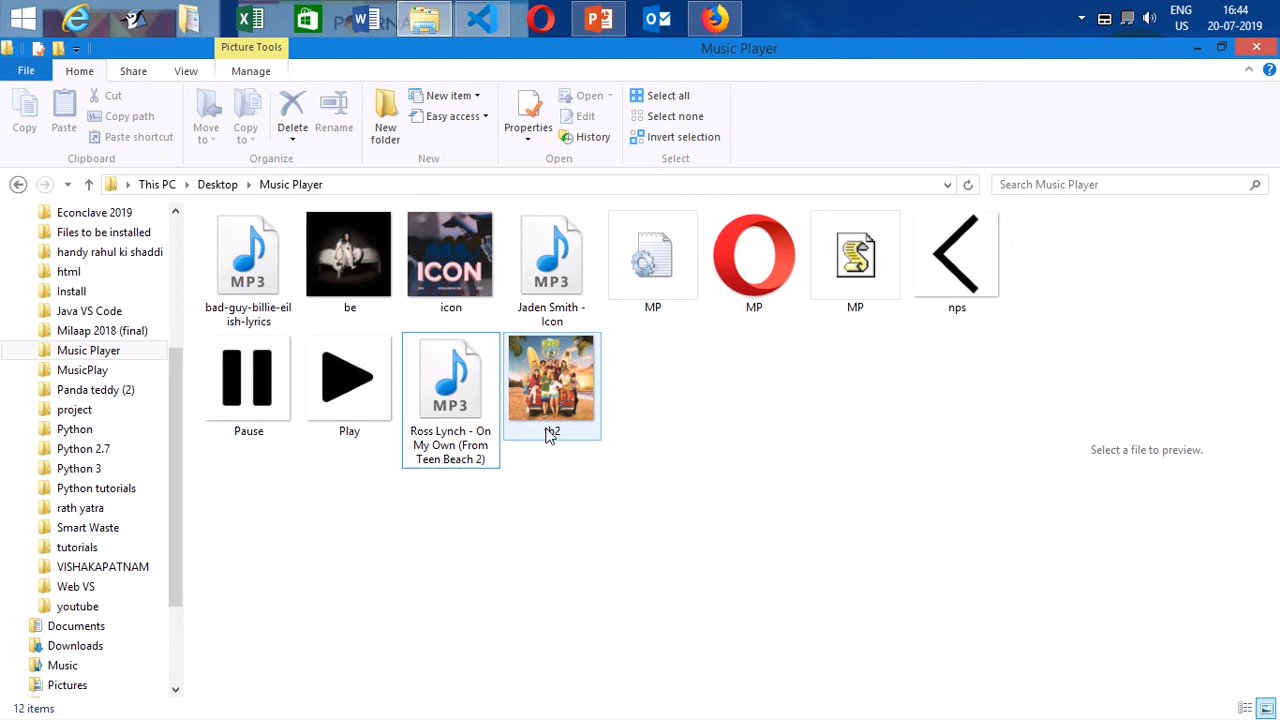 ENG
16:44
US
20-07-2019
Picture Tools
Music Player
File
Home
Share
View
Manage
Copy
Paste
Cut
Copy path
Paste shortcut
Clipboard
Move to
Copy to
Delete
Rename
Organize
New folder
New item
Easy access
New
Properties
Open
Edit
History
Open
Select all
Select none
Invert selection
Select
This PC
Desktop
Music Player
Search Music Player
Econclave 2019
Files to be installed
handy rahul ki shaddi
html
Install
Java VS Code
Milaap 2018 (final)
Music Player
MusicPlay
Panda teddy (2)
project
Python
Python 2.7
Python 3
Python tutorials
rath yatra
Smart Waste
tutorials
VISHAKAPATNAM
Web VS
youtube
Documents
Downloads
Music
Pictures
MP3
bad-guy-billie-eil
ish-lyrics
be
ICON
icon
MP3
Jaden Smith -
Icon
MP
MP
MP
nps
Pause
Play
MP3
Ross Lynch - On
My Own (From
Teen Beach 2)
Select a file to preview.
12 items